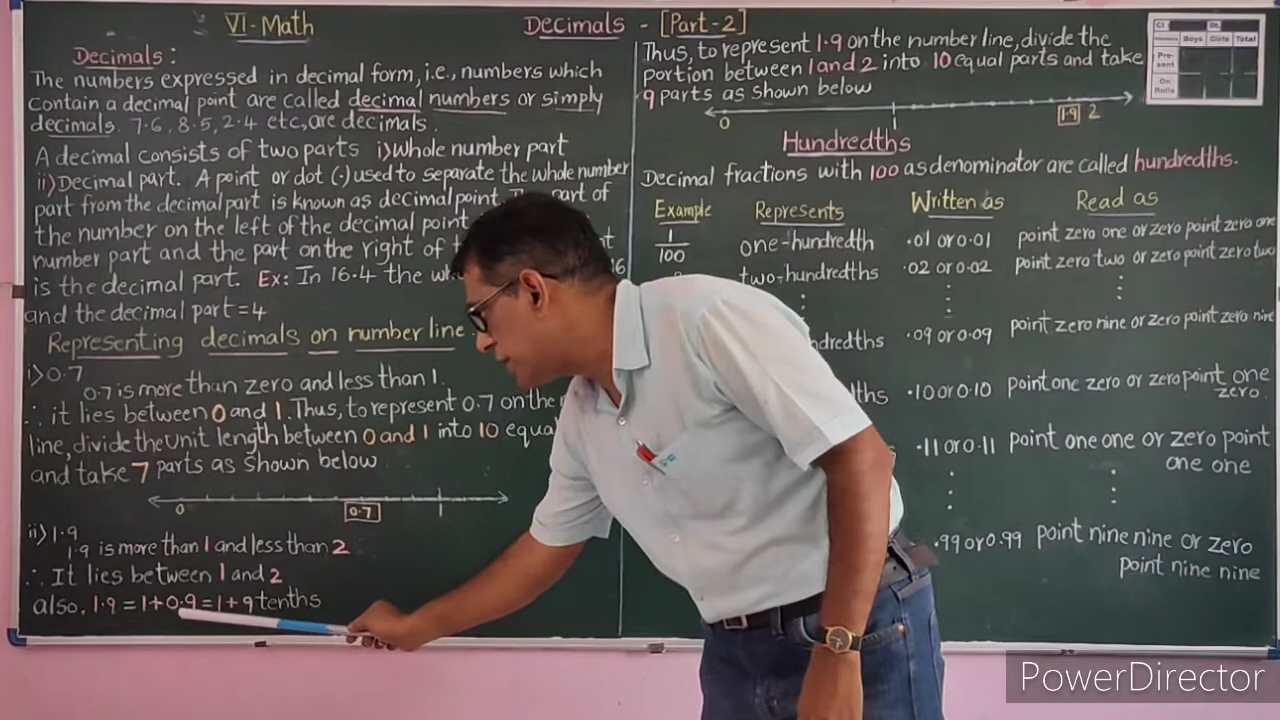 VI-Math
Decimals - [Part-2]
Decimals:
The numbers expressed in decimal form, i.e., numbers which
contain a decimal point are called decimal numbers or simply
decimals. 7.6, 8.5, 2.4 etc, are decimals.
A decimal consists of two parts i) Whole number part
ii) Decimal part. A point or dot (.) used to separate the whole number
part from the decimal part is known as decimal point. part of
the number on the left of the decimal point
number part and the part on the right of
is the decimal part. Ex: In 16.4 the
and the decimal part=4
Representing decimals on number line
i) 0.7
0.7 is more than zero and less than 1.
∴ it lies between 0 and 1. Thus, to represent 0.7 on the
line, divide the unit length between 0 and 1 into 10
and take 7 parts as shown below
0 0.7 1
ii) 1.9
1.9 is more than 1 and less than 2
∴ It lies between 1 and 2
also, 1.9 = 1+0.9 = 1+9 tenths
Thus, to represent 1.9 on the number line, divide the
portion between 1 and 2 into 10 equal parts and take
9 parts as shown below
0 1 1.9 2
Hundredths
Decimal fractions with 100 as denominator are called hundredths.
Example Represents Written as Read as
1/100 one-hundredth .01 or 0.01 point zero one or zero point zero one
two-hundredths .02 or 0.02 point zero two or zero point zero two
.09 or 0.09 point zero nine or zero point zero nine
.10 or 0.10 point one zero or zero point one
zero.
.11 or 0.11 point one one or zero point
one one
.99 or 0.99 point nine nine or zero
point nine nine
Cl Dt.
Boys Girls Total
Pre-
sent
On
Rolls
PowerDirector